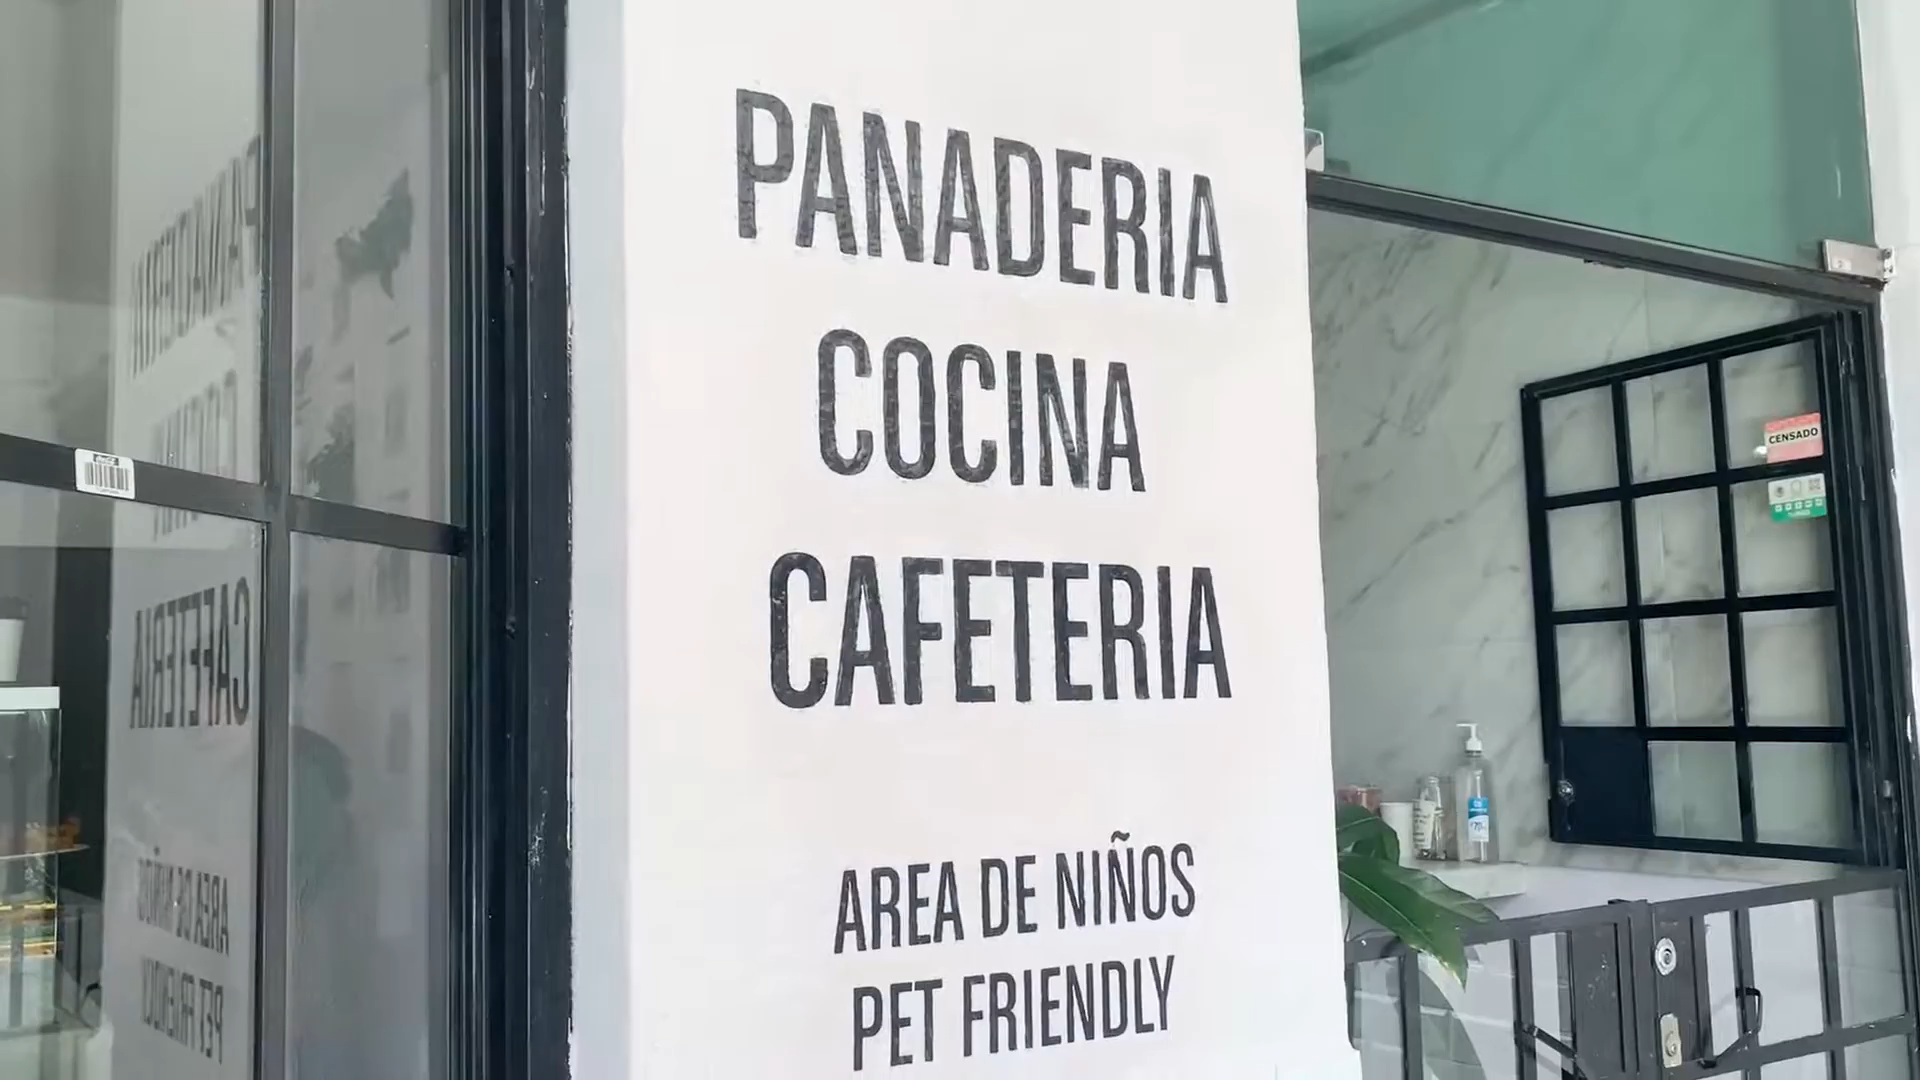 PANADERIA
COCINA
CAFETERIA
AREA DE NIÑOS
PET FRIENDLY
CENSADO